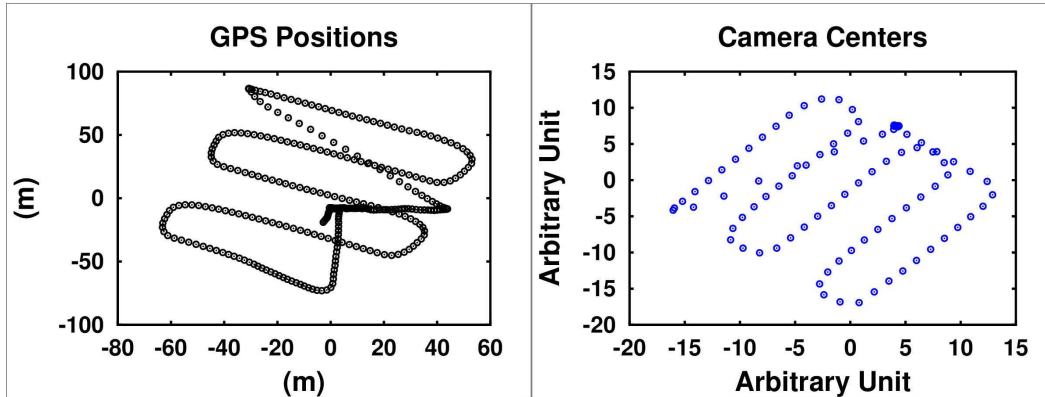 GPS Positions
100
50
0
-50
-100
(m)
-80 -60 -40 -20 0 20 40 60
(m)
Camera Centers
15
10
5
0
-5
-10
-15
-20
Arbitrary Unit
-20 -15 -10 -5 0 5 10 15
Arbitrary Unit